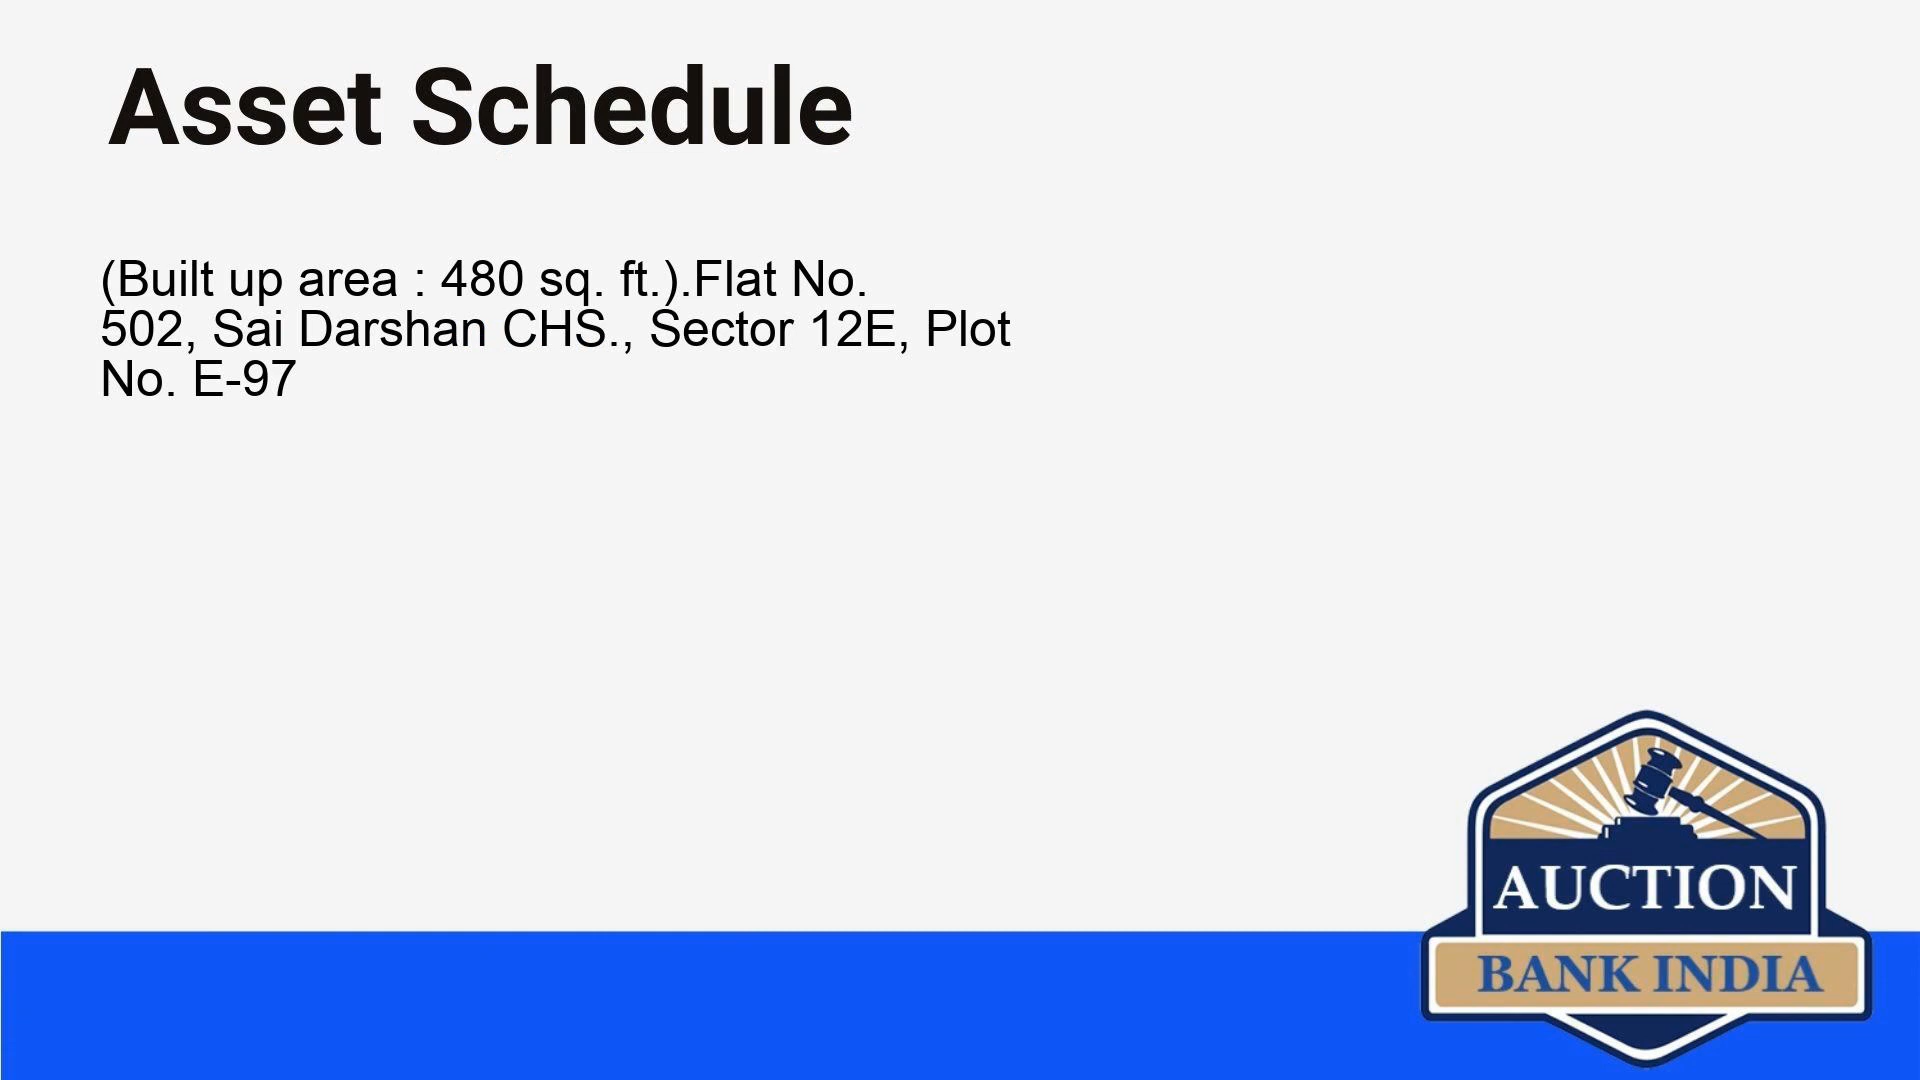 Asset Schedule
(Built up area : 480 sq. ft.).Flat No.
502, Sai Darshan CHS., Sector 12E, Plot
No. E-97
AUCTION
BANK INDIA